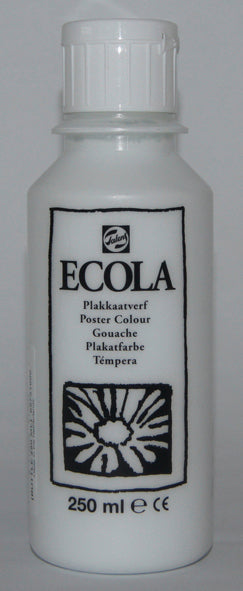 Talens
ECOLA
Plakkaatverf
Poster Colour
Gouache
Plakatfarbe
Témpera
250 ml ℮ CE